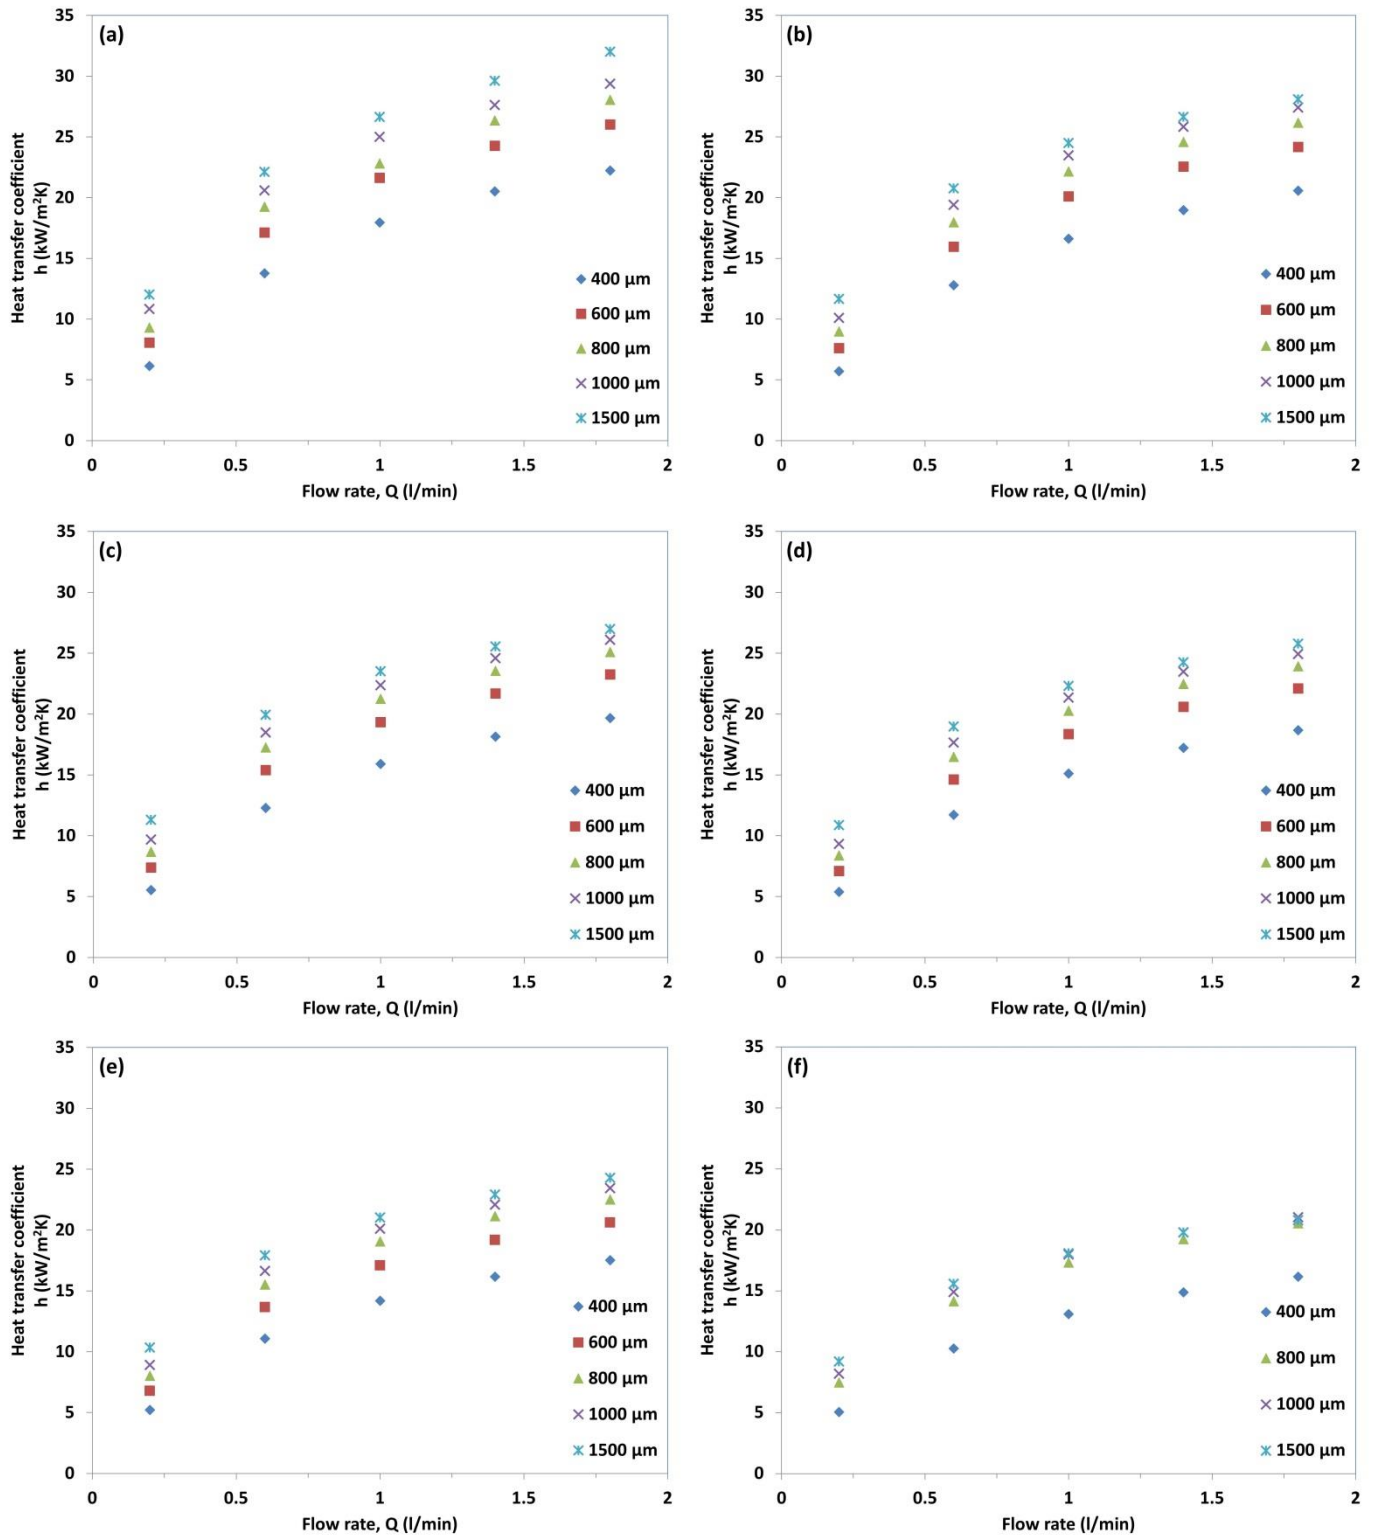 (a)
35
30
25
20
15
10
5
0
Heat transfer coefficient
h (kW/m²K)
400 µm
600 µm
800 µm
1000 µm
1500 µm
0 0.5 1 1.5 2
Flow rate, Q (l/min)
(b)
35
30
25
20
15
10
5
0
Heat transfer coefficient
h (kW/m²K)
400 µm
600 µm
800 µm
1000 µm
1500 µm
0 0.5 1 1.5 2
Flow rate, Q (l/min)
(c)
35
30
25
20
15
10
5
0
Heat transfer coefficient
h (kW/m²K)
400 µm
600 µm
800 µm
1000 µm
1500 µm
0 0.5 1 1.5 2
Flow rate, Q (l/min)
(d)
35
30
25
20
15
10
5
0
Heat transfer coefficient
h (kW/m²K)
400 µm
600 µm
800 µm
1000 µm
1500 µm
0 0.5 1 1.5 2
Flow rate, Q (l/min)
(e)
35
30
25
20
15
10
5
0
Heat transfer coefficient
h (kW/m²K)
400 µm
600 µm
800 µm
1000 µm
1500 µm
0 0.5 1 1.5 2
Flow rate, Q (l/min)
(f)
35
30
25
20
15
10
5
0
Heat transfer coefficient
h (kW/m²K)
400 µm
800 µm
1000 µm
1500 µm
0 0.5 1 1.5 2
Flow rate (l/min)